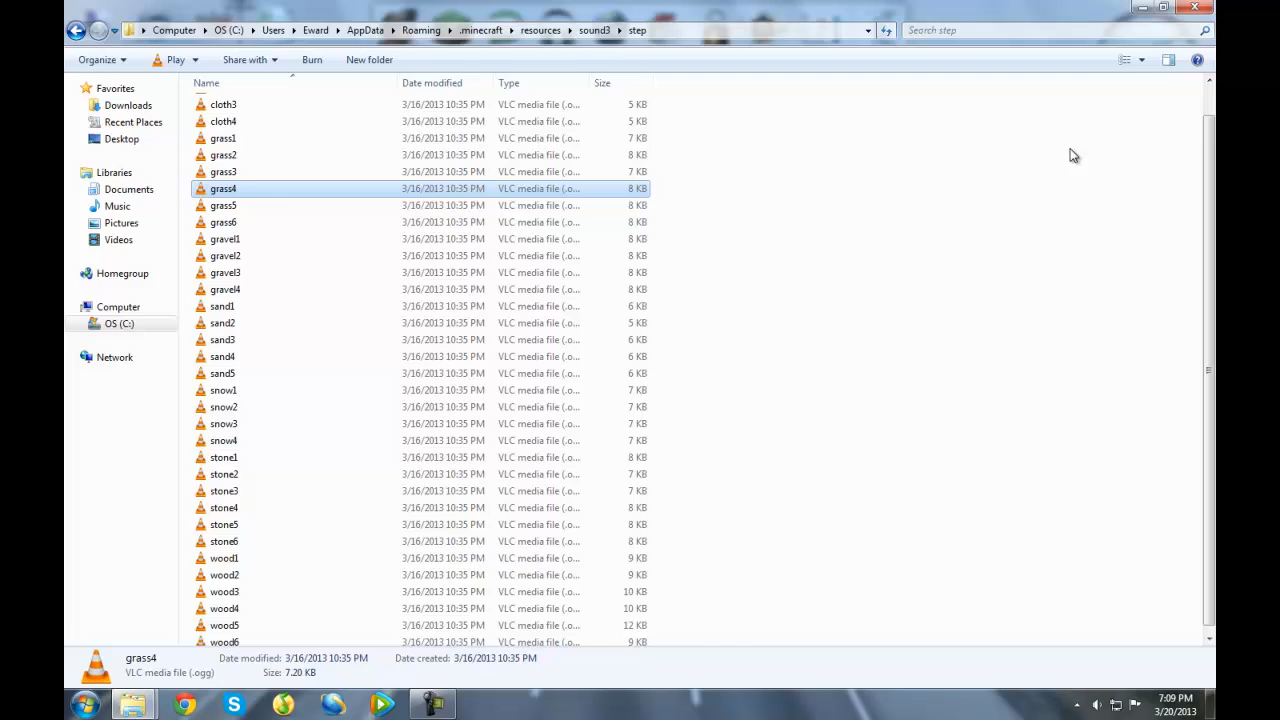 Computer OS (C:) Users Eward AppData Roaming .minecraft resources sound3 step
Search step
Organize Play Share with Burn New folder
Name Date modified Type Size
Favorites
Downloads
Recent Places
Desktop
Libraries
Documents
Music
Pictures
Videos
Homegroup
Computer
OS (C:)
Network
cloth3 3/16/2013 10:35 PM VLC media file (.o... 5 KB
cloth4 3/16/2013 10:35 PM VLC media file (.o... 5 KB
grass1 3/16/2013 10:35 PM VLC media file (.o... 7 KB
grass2 3/16/2013 10:35 PM VLC media file (.o... 8 KB
grass3 3/16/2013 10:35 PM VLC media file (.o... 7 KB
grass4 3/16/2013 10:35 PM VLC media file (.o... 8 KB
grass5 3/16/2013 10:35 PM VLC media file (.o... 8 KB
grass6 3/16/2013 10:35 PM VLC media file (.o... 8 KB
gravel1 3/16/2013 10:35 PM VLC media file (.o... 8 KB
gravel2 3/16/2013 10:35 PM VLC media file (.o... 8 KB
gravel3 3/16/2013 10:35 PM VLC media file (.o... 8 KB
gravel4 3/16/2013 10:35 PM VLC media file (.o... 8 KB
sand1 3/16/2013 10:35 PM VLC media file (.o... 6 KB
sand2 3/16/2013 10:35 PM VLC media file (.o... 5 KB
sand3 3/16/2013 10:35 PM VLC media file (.o... 6 KB
sand4 3/16/2013 10:35 PM VLC media file (.o... 6 KB
sand5 3/16/2013 10:35 PM VLC media file (.o... 6 KB
snow1 3/16/2013 10:35 PM VLC media file (.o... 7 KB
snow2 3/16/2013 10:35 PM VLC media file (.o... 7 KB
snow3 3/16/2013 10:35 PM VLC media file (.o... 7 KB
snow4 3/16/2013 10:35 PM VLC media file (.o... 7 KB
stone1 3/16/2013 10:35 PM VLC media file (.o... 8 KB
stone2 3/16/2013 10:35 PM VLC media file (.o... 7 KB
stone3 3/16/2013 10:35 PM VLC media file (.o... 7 KB
stone4 3/16/2013 10:35 PM VLC media file (.o... 8 KB
stone5 3/16/2013 10:35 PM VLC media file (.o... 8 KB
stone6 3/16/2013 10:35 PM VLC media file (.o... 8 KB
wood1 3/16/2013 10:35 PM VLC media file (.o... 9 KB
wood2 3/16/2013 10:35 PM VLC media file (.o... 9 KB
wood3 3/16/2013 10:35 PM VLC media file (.o... 10 KB
wood4 3/16/2013 10:35 PM VLC media file (.o... 10 KB
wood5 3/16/2013 10:35 PM VLC media file (.o... 12 KB
wood6 3/16/2013 10:35 PM VLC media file (.o... 9 KB
grass4 Date modified: 3/16/2013 10:35 PM Date created: 3/16/2013 10:35 PM
VLC media file (.ogg) Size: 7.20 KB
7:09 PM
3/20/2013